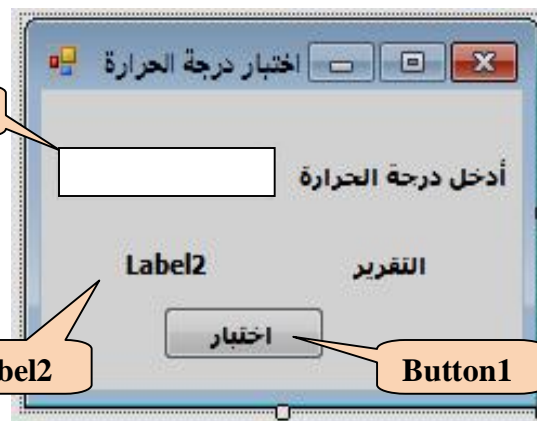 اختبار درجة الحرارة
أدخل درجة الحرارة
التقرير Label2
اختبار
bel2
Button1